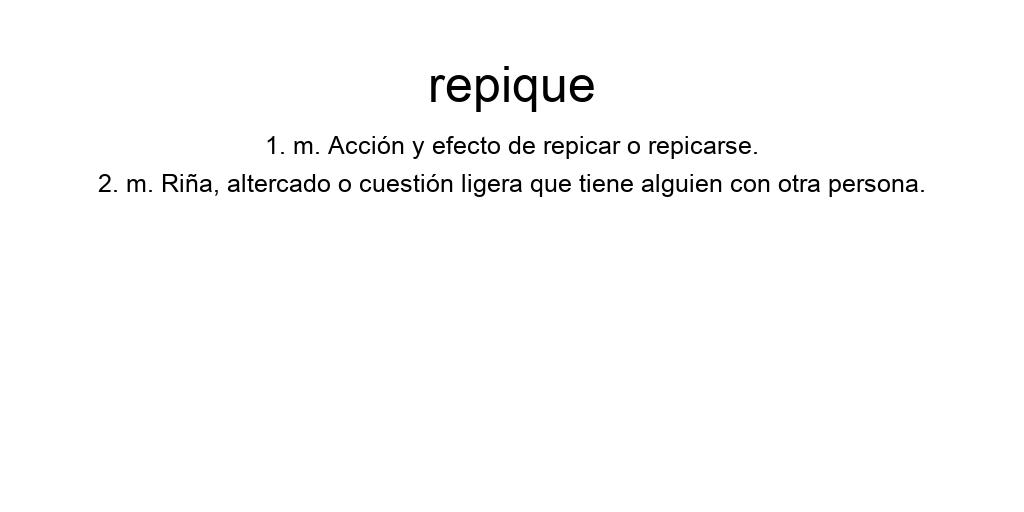 repique
1. m. Acción y efecto de repicar o repicarse.
2. m. Riña, altercado o cuestión ligera que tiene alguien con otra persona.